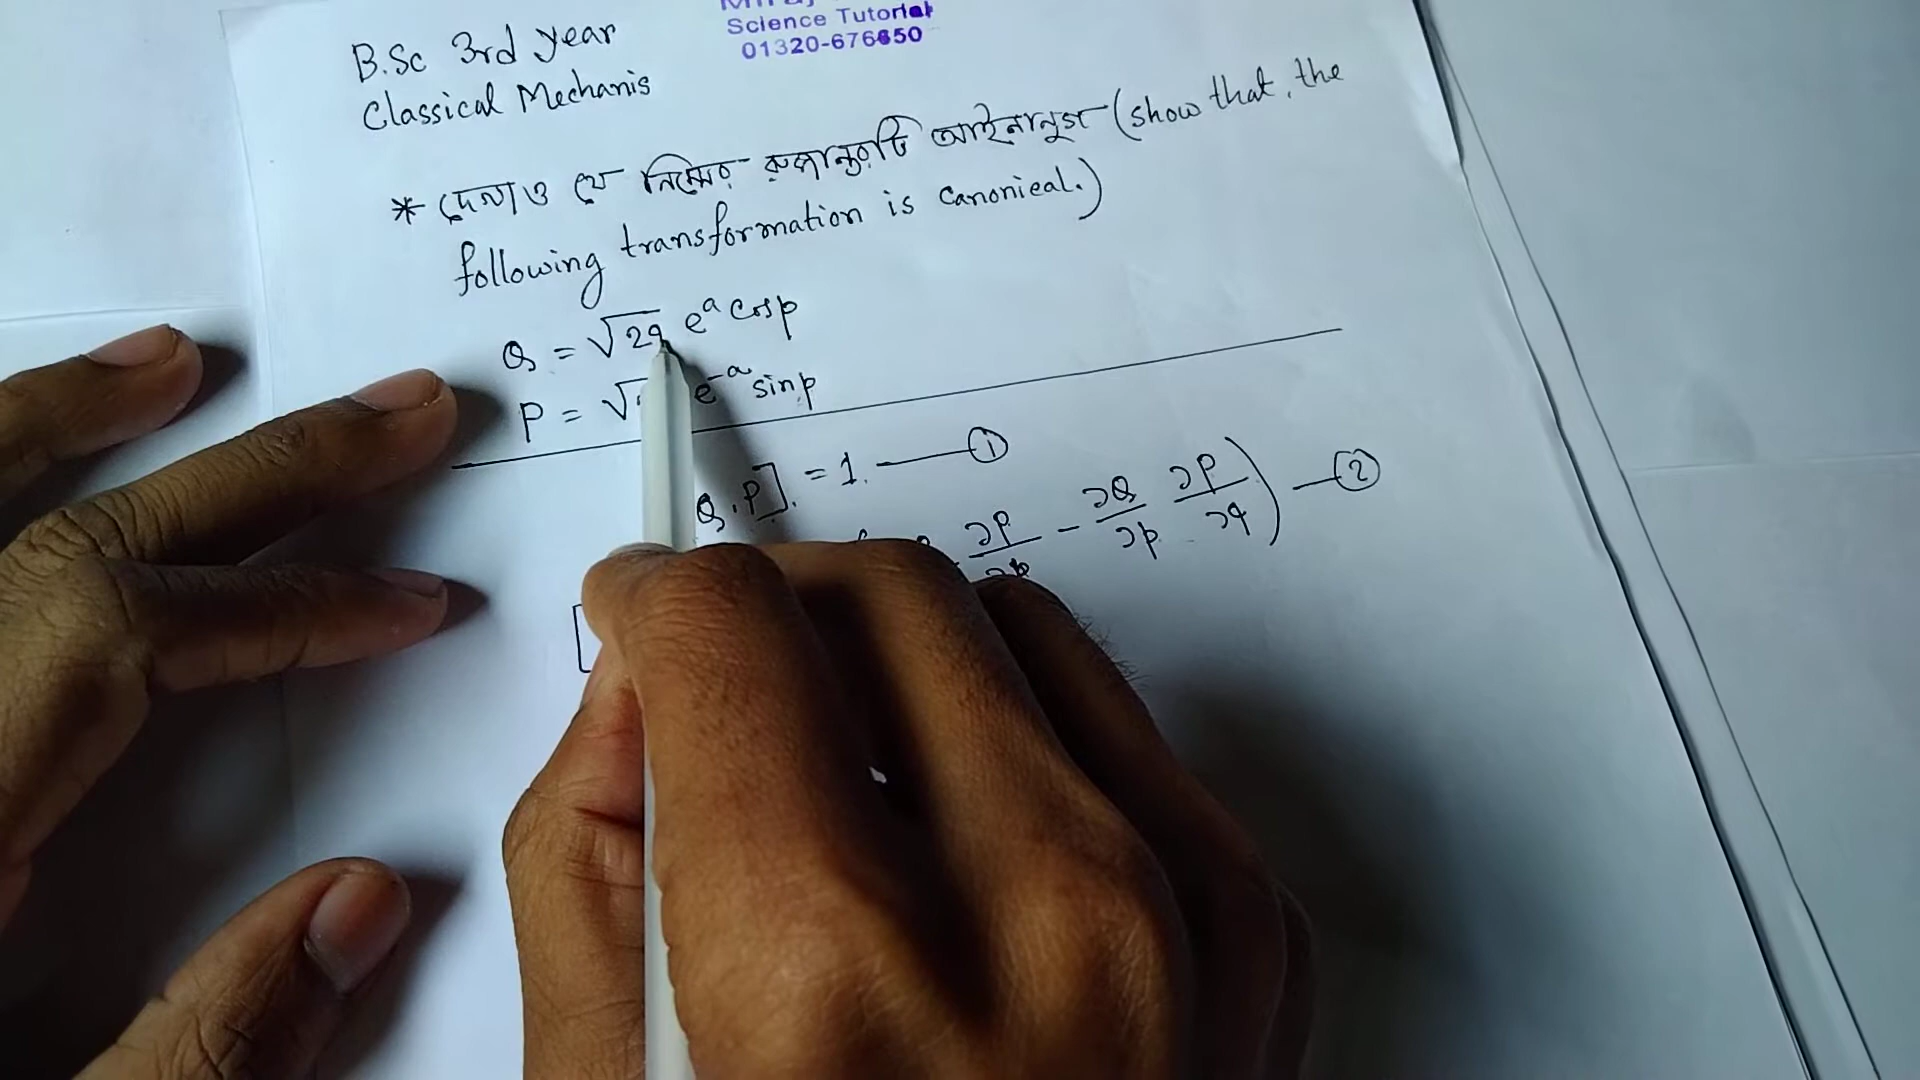 Science Tutorial
01320-676650
B.Sc 3rd year
Classical Mechanis
* দেখাও যে নিম্নের রূপান্তরটি আইনানুগ (show that, the
following transformation is canonical.)
Q = √2q e^a cosp
P = √ e^-a sinp
Q, P] = 1. — ①
∂P/∂p - ∂Q/∂p ∂P/∂q) — ②
[